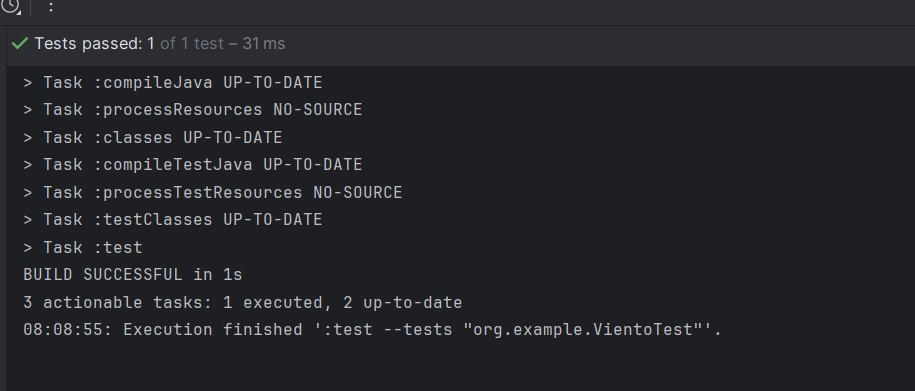 Tests passed: 1 of 1 test – 31 ms
> Task :compileJava UP-TO-DATE
> Task :processResources NO-SOURCE
> Task :classes UP-TO-DATE
> Task :compileTestJava UP-TO-DATE
> Task :processTestResources NO-SOURCE
> Task :testClasses UP-TO-DATE
> Task :test
BUILD SUCCESSFUL in 1s
3 actionable tasks: 1 executed, 2 up-to-date
08:08:55: Execution finished ':test --tests "org.example.VientoTest"'.